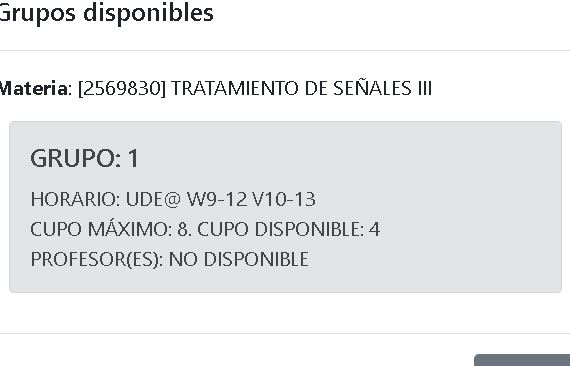 Grupos disponibles
Materia: [2569830] TRATAMIENTO DE SEÑALES III
GRUPO: 1
HORARIO: UDE@ W9-12 V10-13
CUPO MÁXIMO: 8. CUPO DISPONIBLE: 4
PROFESOR(ES): NO DISPONIBLE